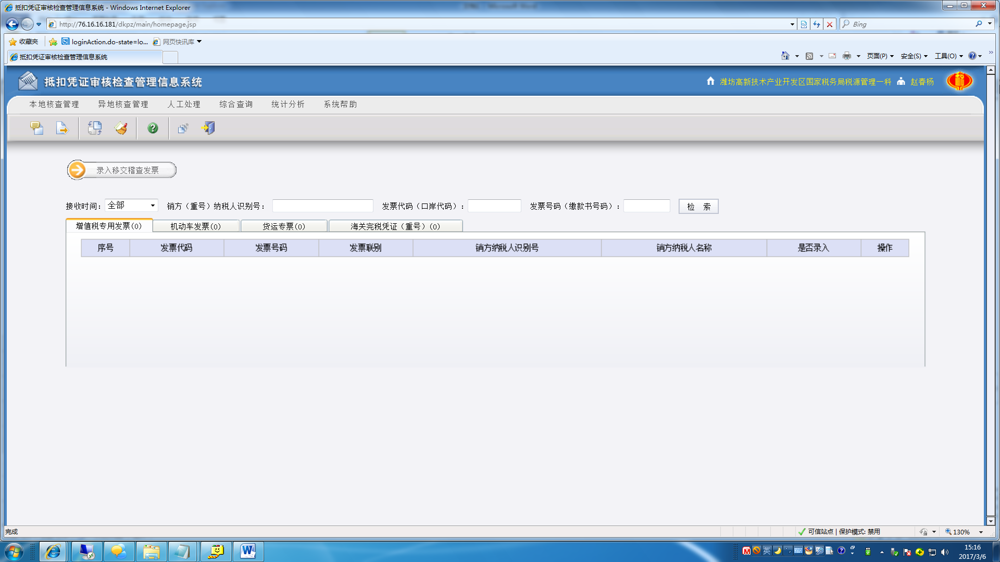 抵扣凭证审核检查管理信息系统 - Windows Internet Explorer
http://76.16.16.181/dkpz/main/homepage.jsp
Bing
收藏夹 loginAction.do-state=lo... 网页快讯库
抵扣凭证审核检查管理信息系统
页面(P) 安全(S) 工具(O)
抵扣凭证审核检查管理信息系统
潍坊高新技术产业开发区国家税务局税源管理一科 赵春杨
本地核查管理 异地核查管理 人工处理 综合查询 统计分析 系统帮助
录入移交稽查发票
接收时间： 全部 销方（重号）纳税人识别号： 发票代码（口岸代码）： 发票号码（缴款书号码）： 检 索
增值税专用发票(0) 机动车发票(0) 货运专票(0) 海关完税凭证（重号）(0)
序号 发票代码 发票号码 发票联别 销方纳税人识别号 销方纳税人名称 是否录入 操作
完成
可信站点 | 保护模式: 禁用
130%
英
15:16
2017/3/6